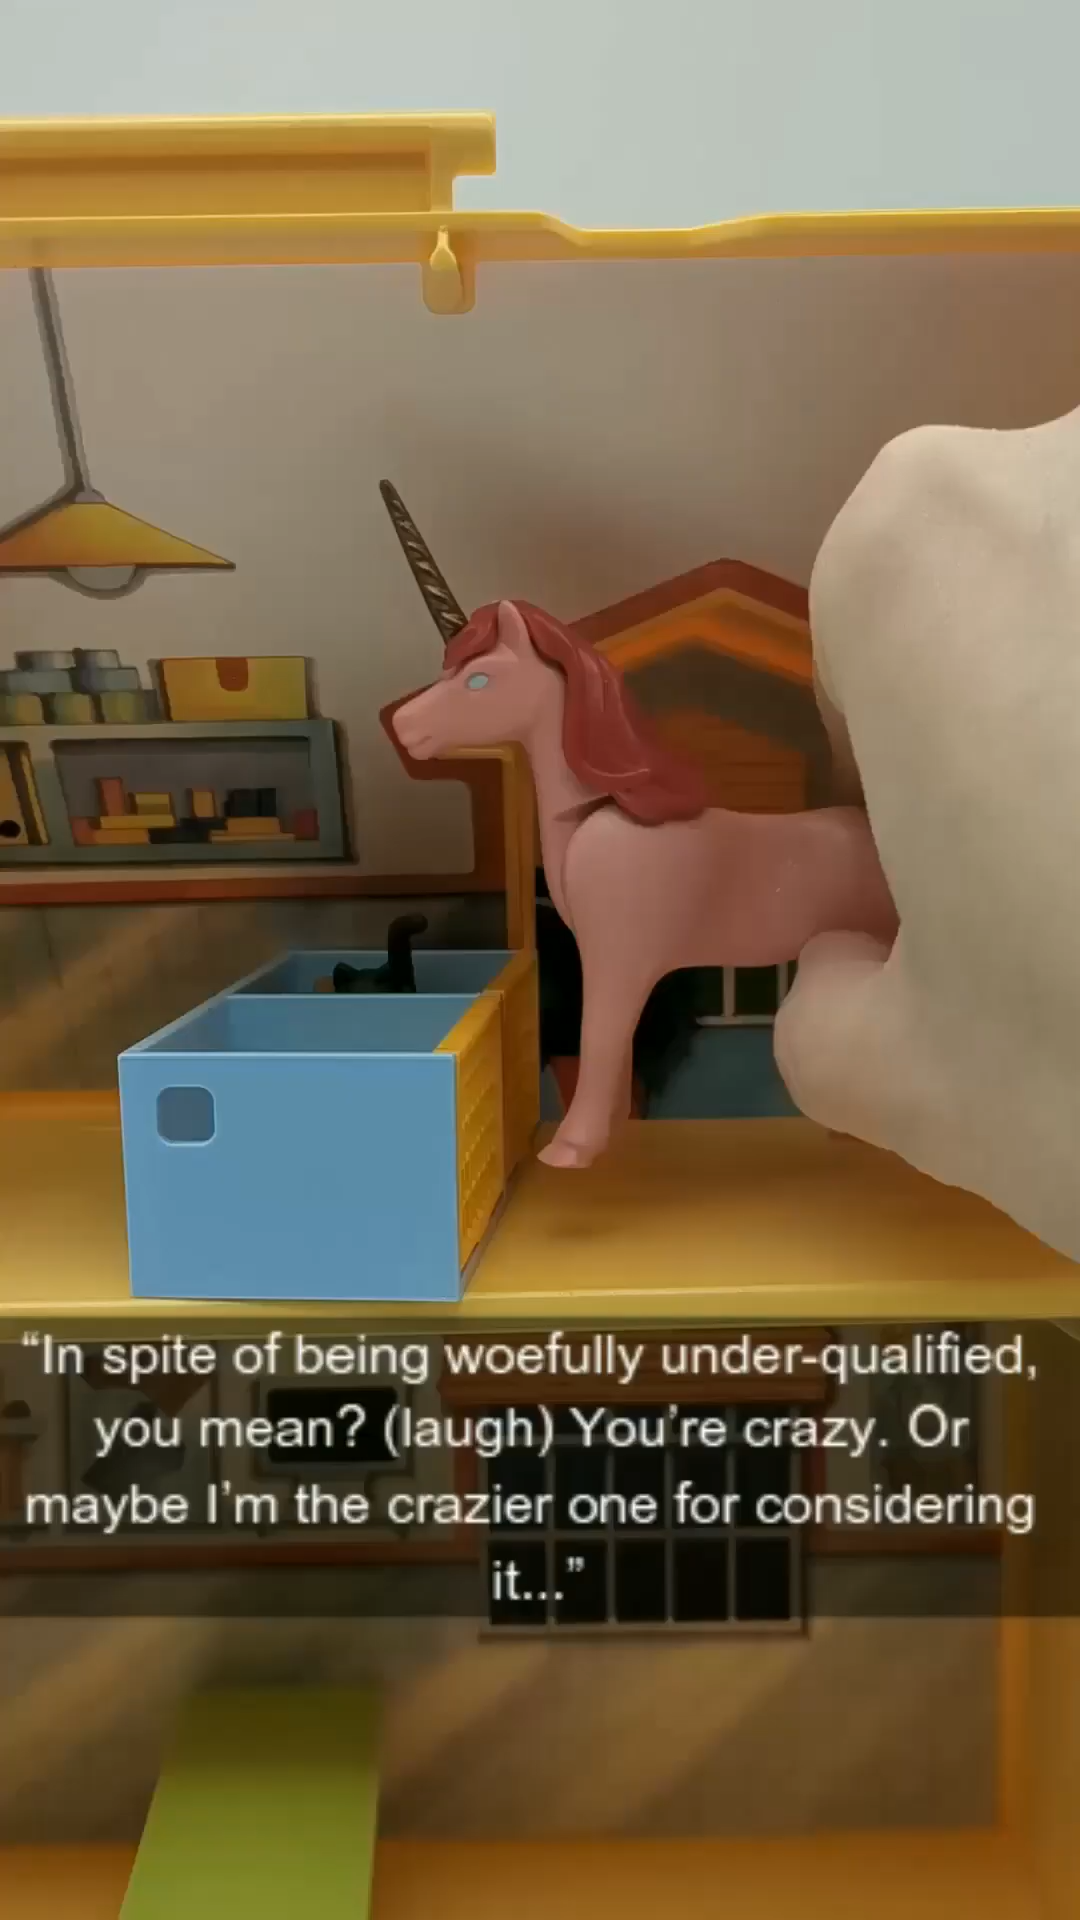 “In spite of being woefully under-qualified,
you mean? (laugh) You’re crazy. Or
maybe I’m the crazier one for considering
it...”